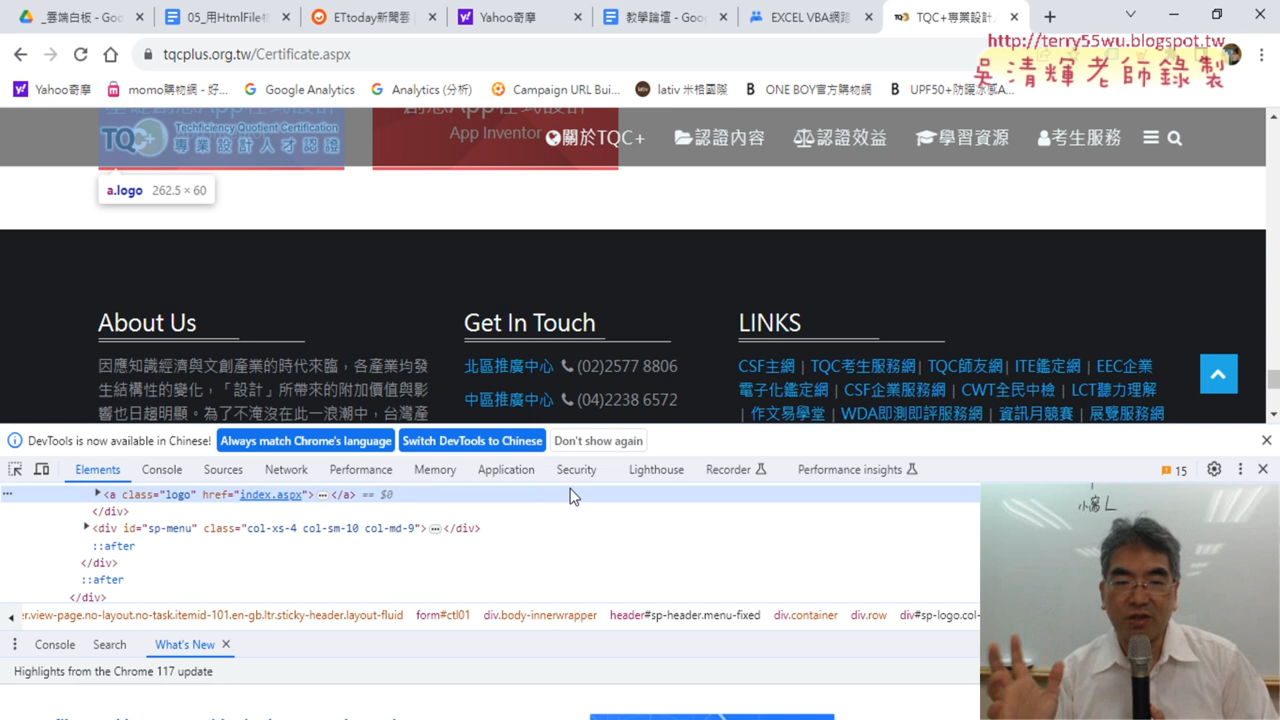 _雲端白板 - Goo
05_用HtmlFile物
ETtoday新聞雲
Yahoo奇摩
教學論壇 - Goo
EXCEL VBA網路
TQC+專業設計人
tqcplus.org.tw/Certificate.aspx
http://terry55wu.blogspot.tw
吳清輝老師錄製
Yahoo奇摩
momo購物網 - 好...
Google Analytics
Analytics (分析)...
Campaign URL Bui...
lativ 米格國際
ONE BOY官方購物網
UPF50+防曬冰感A...
創意App程式設計
App Inventor
TQC+ Techficiency Quotient Certification
專業設計人才認證
關於TQC+
認證內容
認證效益
學習資源
考生服務
a.logo 262.5 × 60
About Us
Get In Touch
LINKS
因應知識經濟與文創產業的時代來臨，各產業均發
生結構性的變化，「設計」所帶來的附加價值與影
響也日趨明顯。為了不淹沒在此一浪潮中，台灣產
北區推廣中心 (02)2577 8806
中區推廣中心 (04)2238 6572
CSF主網 | TQC考生服務網| TQC師友網| ITE鑑定網 | EEC企業
電子化鑑定網 | CSF企業服務網 | CWT全民中檢 | LCT聽力理解
| 作文易學堂 | WDA即測即評服務網 | 資訊月競賽 | 展覽服務網
DevTools is now available in Chinese!
Always match Chrome's language
Switch DevTools to Chinese
Don't show again
Elements
Console
Sources
Network
Performance
Memory
Application
Security
Lighthouse
Recorder
Performance insights
15
<a class="logo" href="index.aspx">…</a> == $0
</div>
<div id="sp-menu" class="col-xs-4 col-sm-10 col-md-9">…</div>
::after
</div>
::after
</div>
er.view-page.no-layout.no-task.itemid-101.en-gb.ltr.sticky-header.layout-fluid
form#ctl01
div.body-innerwrapper
header#sp-header.menu-fixed
div.container
div.row
div#sp-logo.col-
Console
Search
What's New
Highlights from the Chrome 117 update